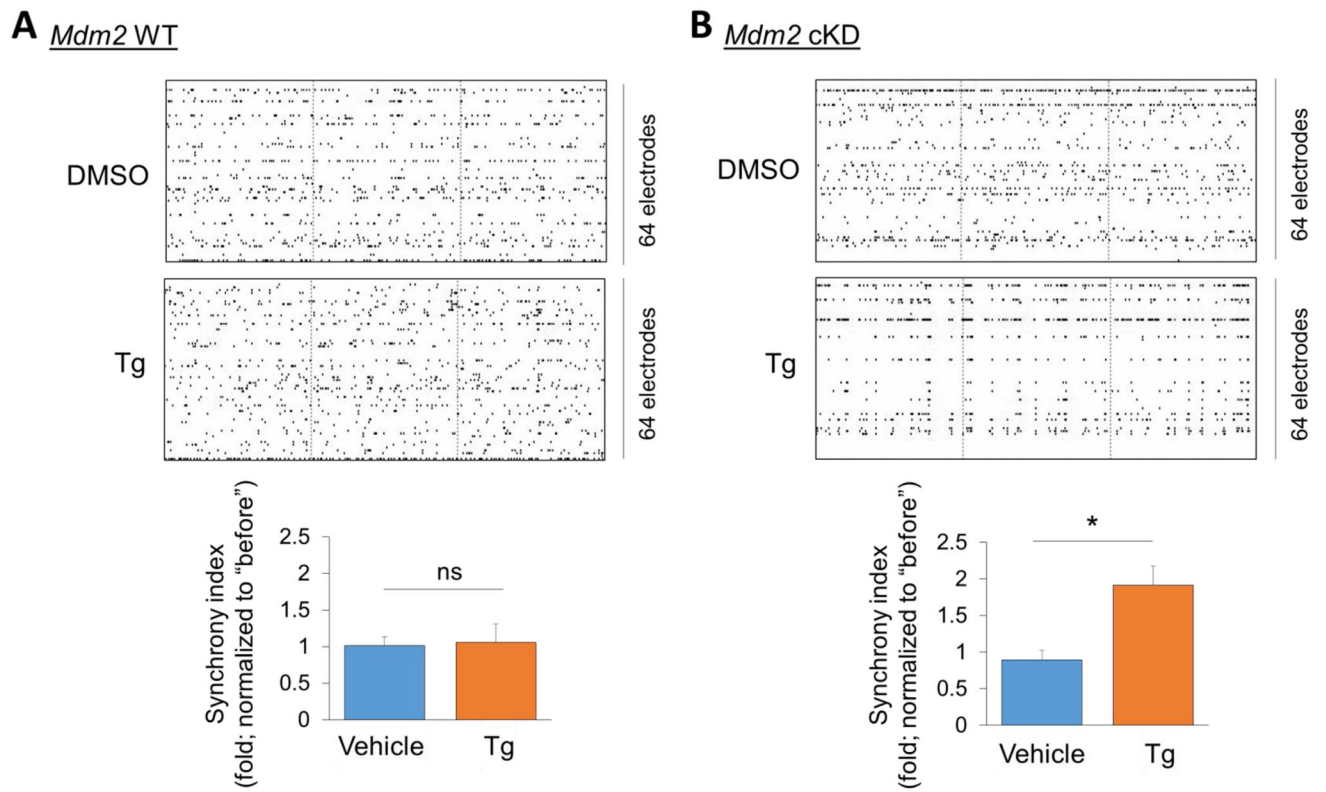 A Mdm2 WT
DMSO
64 electrodes
Tg
64 electrodes
Synchrony index
(fold; normalized to “before”)
2.5
2
1.5
1
0.5
0
ns
Vehicle Tg
B Mdm2 cKD
DMSO
64 electrodes
Tg
64 electrodes
Synchrony index
(fold; normalized to “before”)
2.5
2
1.5
1
0.5
0
*
Vehicle Tg